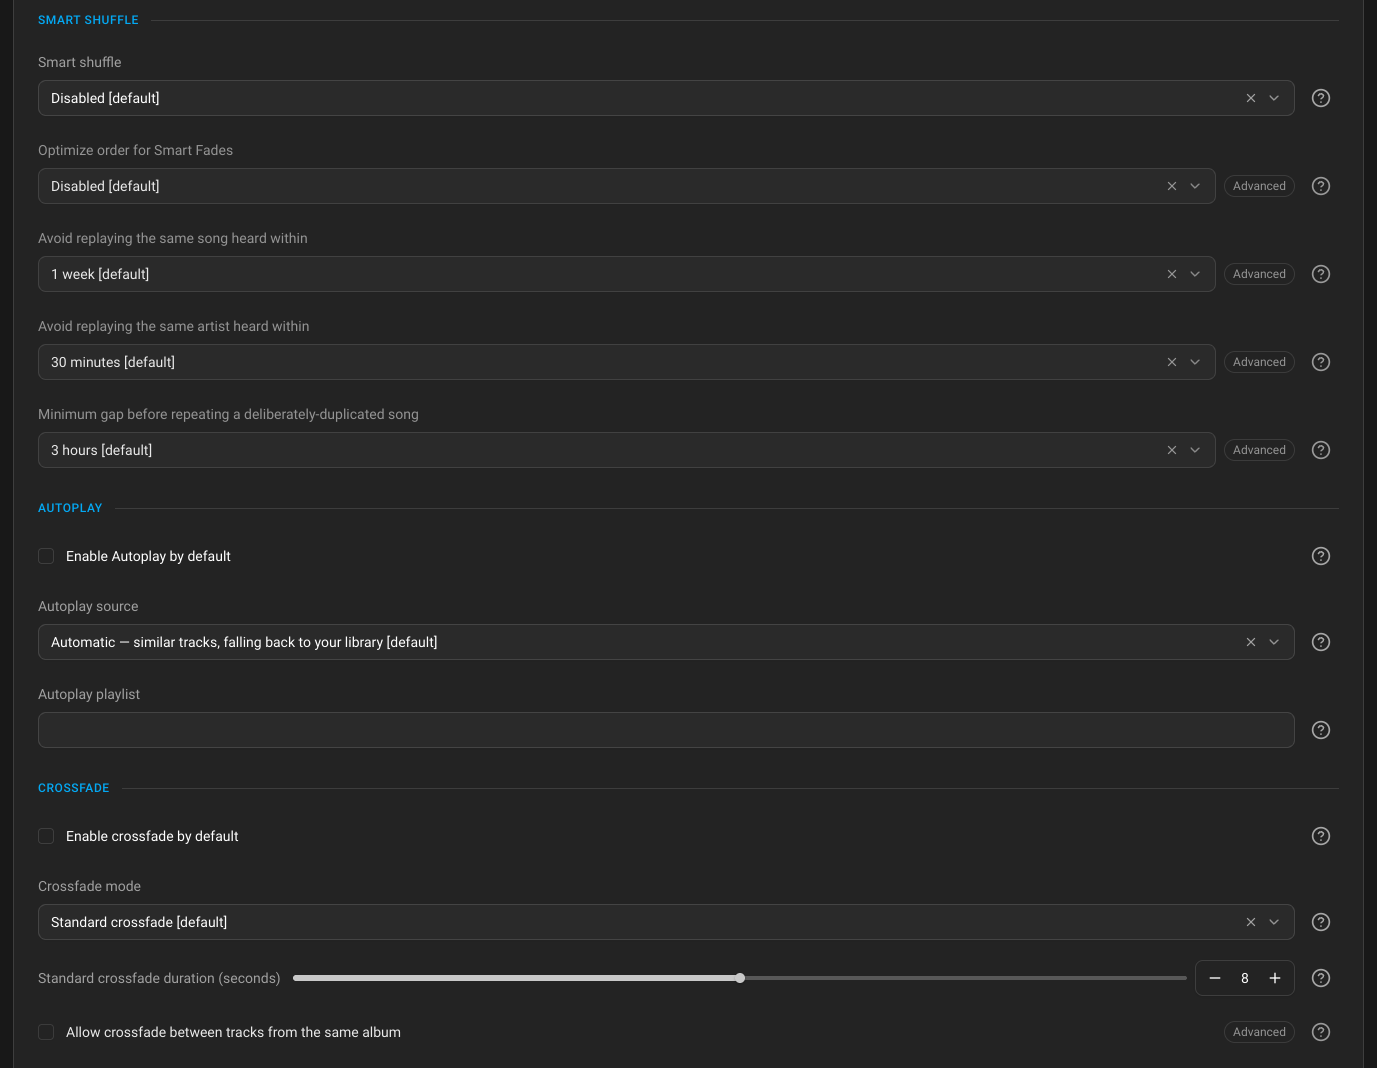 SMART SHUFFLE
Smart shuffle
Disabled [default]
Optimize order for Smart Fades
Disabled [default]
Advanced
Avoid replaying the same song heard within
1 week [default]
Advanced
Avoid replaying the same artist heard within
30 minutes [default]
Advanced
Minimum gap before repeating a deliberately-duplicated song
3 hours [default]
Advanced
AUTOPLAY
Enable Autoplay by default
Autoplay source
Automatic — similar tracks, falling back to your library [default]
Autoplay playlist
CROSSFADE
Enable crossfade by default
Crossfade mode
Standard crossfade [default]
Standard crossfade duration (seconds)
8
Allow crossfade between tracks from the same album
Advanced